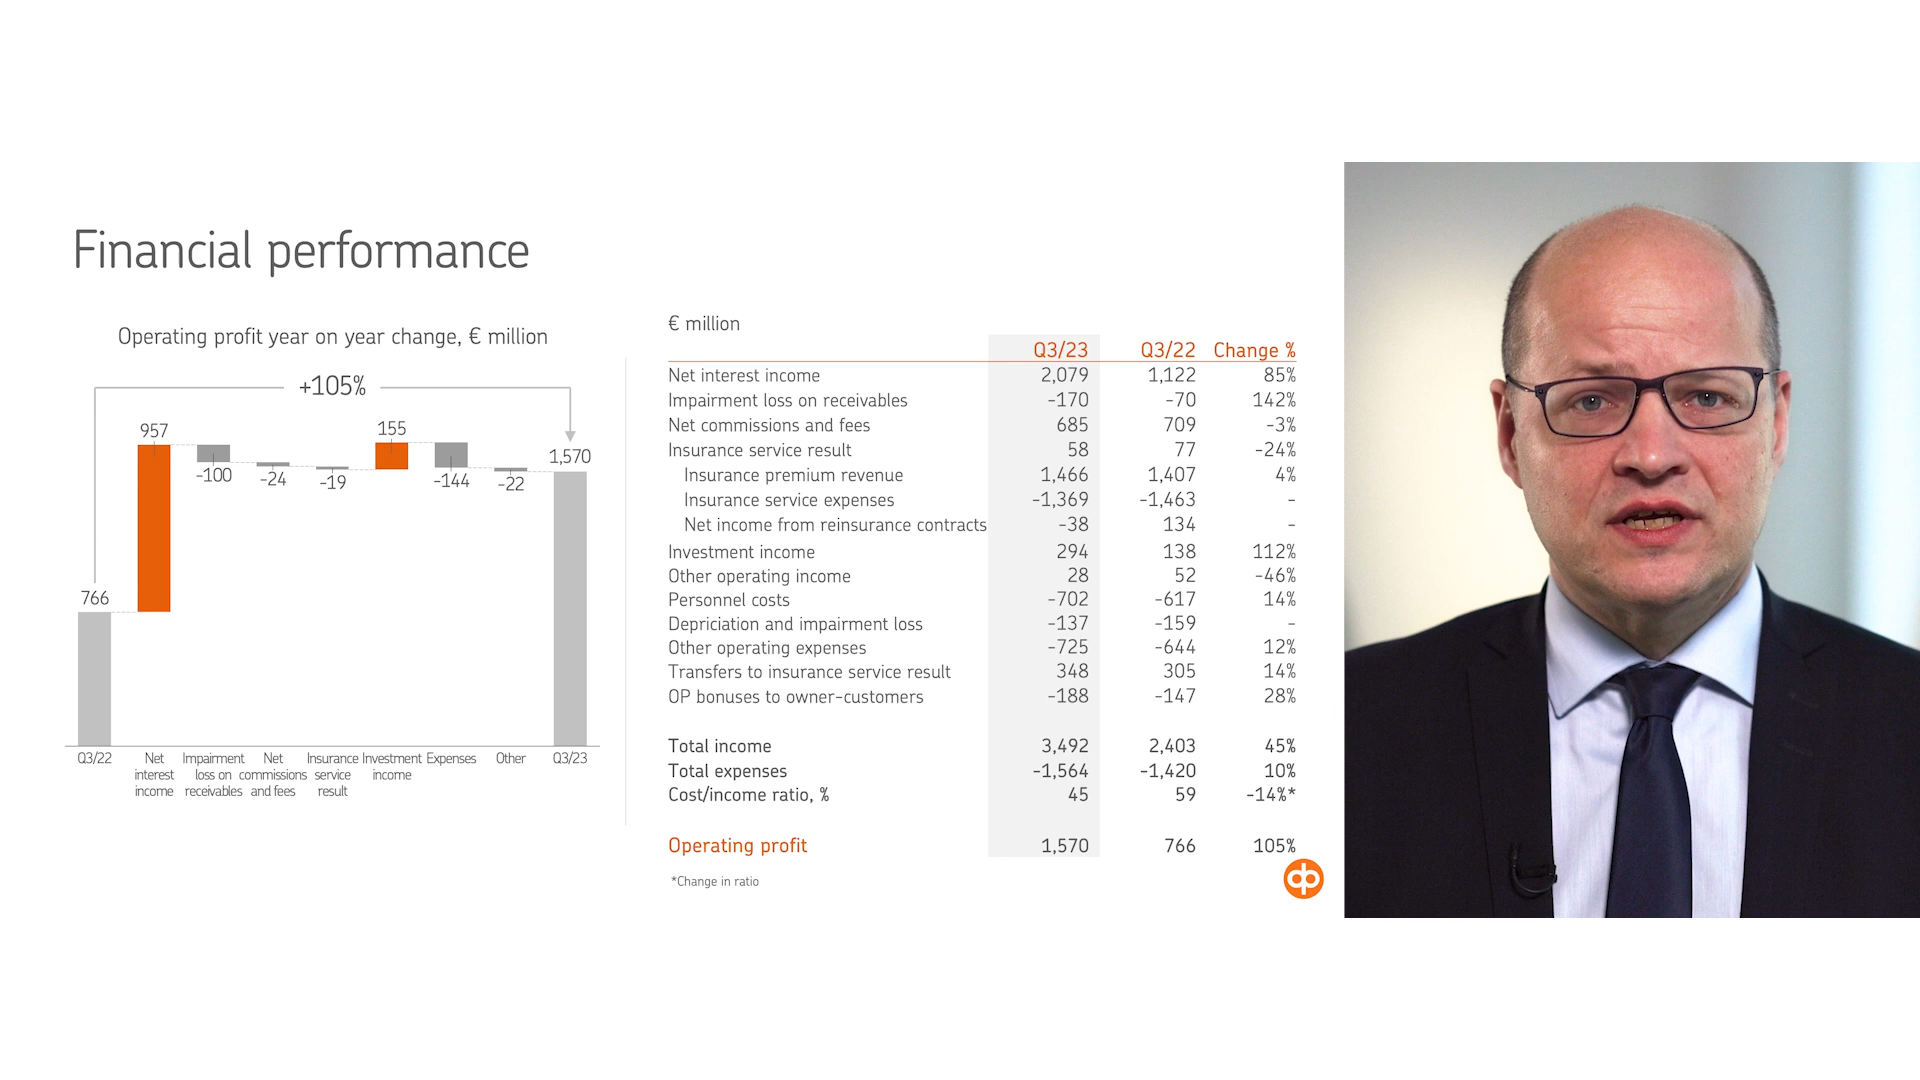 Financial performance
Operating profit year on year change, € million
+105%
957
155
1,570
-100
-24
-19
-144
-22
766
Q3/22
Net interest income
Impairment loss on receivables
Net commissions and fees
Insurance service result
Investment income
Expenses
Other
Q3/23
€ million
Q3/23 Q3/22 Change %
Net interest income 2,079 1,122 85%
Impairment loss on receivables -170 -70 142%
Net commissions and fees 685 709 -3%
Insurance service result 58 77 -24%
Insurance premium revenue 1,466 1,407 4%
Insurance service expenses -1,369 -1,463 -
Net income from reinsurance contracts -38 134 -
Investment income 294 138 112%
Other operating income 28 52 -46%
Personnel costs -702 -617 14%
Depriciation and impairment loss -137 -159 -
Other operating expenses -725 -644 12%
Transfers to insurance service result 348 305 14%
OP bonuses to owner-customers -188 -147 28%
Total income 3,492 2,403 45%
Total expenses -1,564 -1,420 10%
Cost/income ratio, % 45 59 -14%*
Operating profit 1,570 766 105%
*Change in ratio